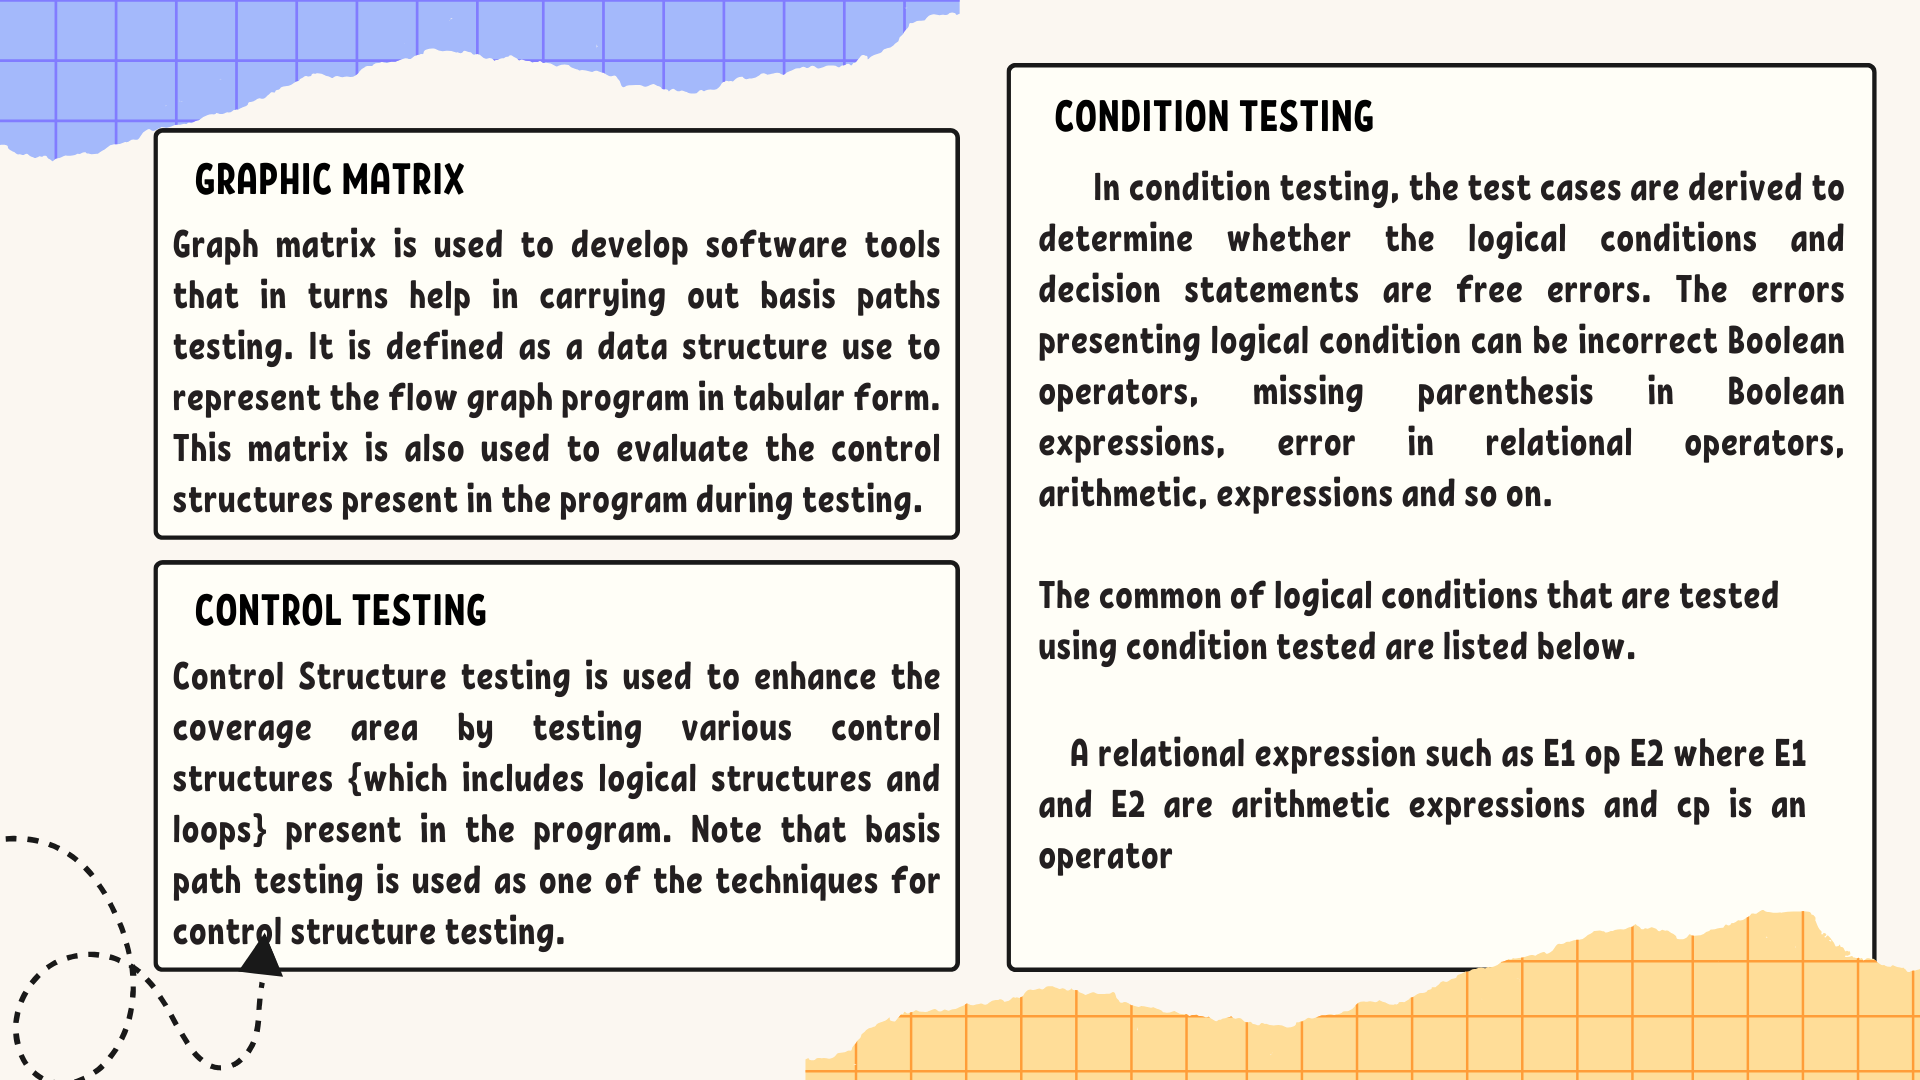 GRAPHIC MATRIX
Graph matrix is used to develop software tools
that in turns help in carrying out basis paths
testing. It is defined as a data structure use to
represent the flow graph program in tabular form.
This matrix is also used to evaluate the control
structures present in the program during testing.
CONTROL TESTING
Control Structure testing is used to enhance the
coverage area by testing various control
structures {which includes logical structures and
loops} present in the program. Note that basis
path testing is used as one of the techniques for
control structure testing.
CONDITION TESTING
In condition testing, the test cases are derived to
determine whether the logical conditions and
decision statements are free errors. The errors
presenting logical condition can be incorrect Boolean
operators, missing parenthesis in Boolean
expressions, error in relational operators,
arithmetic, expressions and so on.
The common of logical conditions that are tested
using condition tested are listed below.
A relational expression such as E1 op E2 where E1
and E2 are arithmetic expressions and cp is an
operator